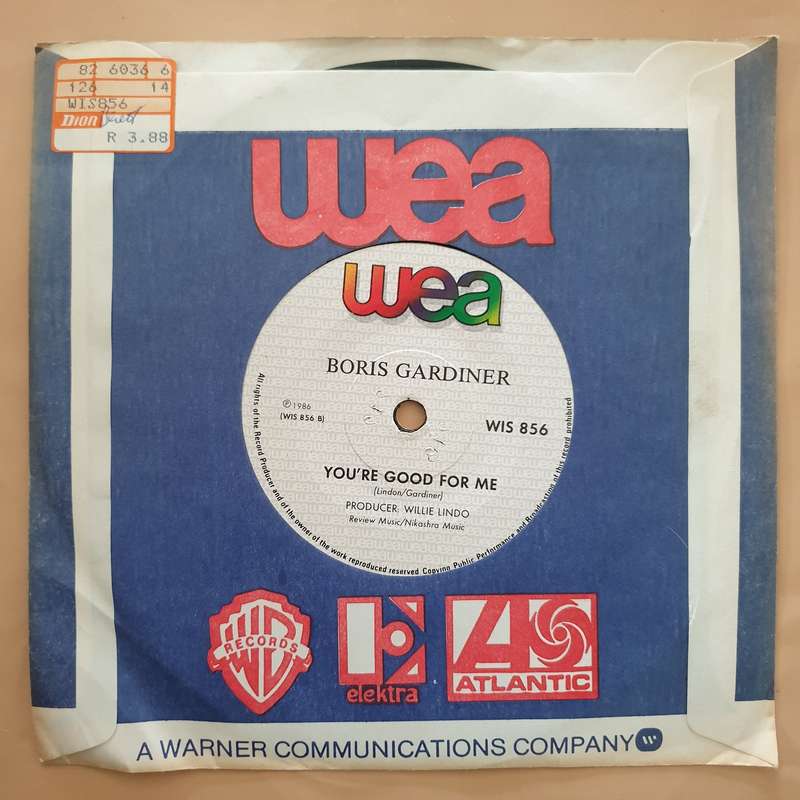 82 6036 6
126 14
WIS856
DION
R 3.88
wea
wea
BORIS GARDINER
℗ 1986
(WIS 856 B)
WIS 856
YOU'RE GOOD FOR ME
(Lindon/Gardiner)
PRODUCER: WILLIE LINDO
Review Music/Nikashra Music
All rights of the Record Producer and of the owner of the work reproduced reserved Copying Public Performance and Broadcasting of this record prohibited
WB
RECORDS
elektra
ATLANTIC
A WARNER COMMUNICATIONS COMPANY